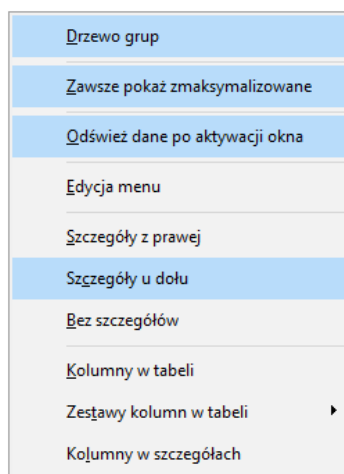 Drzewo grup
Zawsze pokaż zmaksymalizowane
Odśwież dane po aktywacji okna
Edycja menu
Szczegóły z prawej
Szczegóły u dołu
Bez szczegółów
Kolumny w tabeli
Zestawy kolumn w tabeli
Kolumny w szczegółach